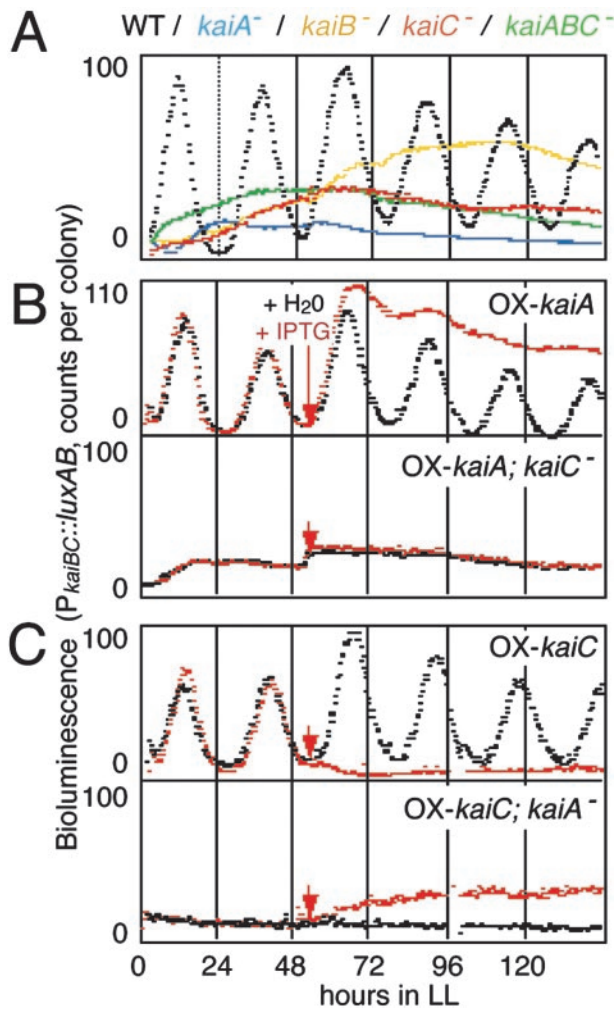 A WT / kaiA⁻ / kaiB⁻ / kaiC⁻ / kaiABC⁻
100
0
B
110
+ H20
+ IPTG
OX-kaiA
0
100
OX-kaiA; kaiC⁻
0
C
100
OX-kaiC
0
100
OX-kaiC; kaiA⁻
0
0 24 48 72 96 120
hours in LL
Bioluminescence (PkaiBC::luxAB, counts per colony)